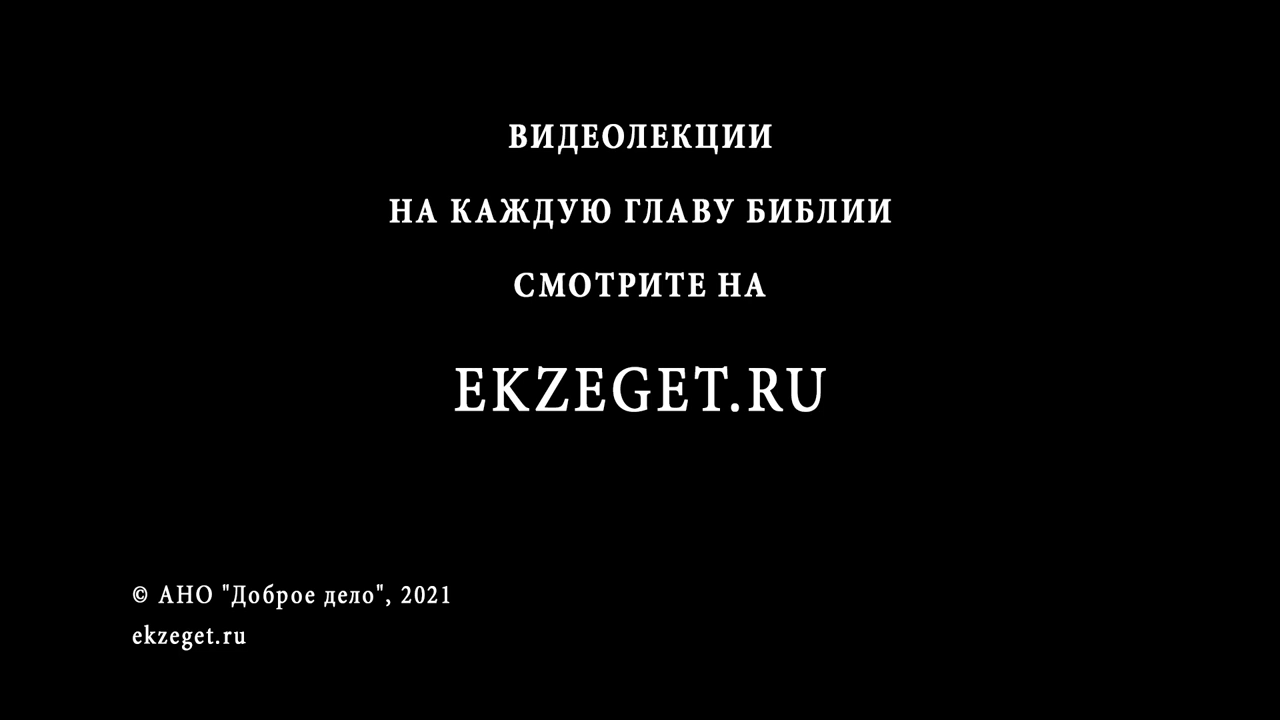 ВИДЕОЛЕКЦИИ
НА КАЖДУЮ ГЛАВУ БИБЛИИ
СМОТРИТЕ НА
EKZEGET.RU
© АНО "Доброе дело", 2021
ekzeget.ru